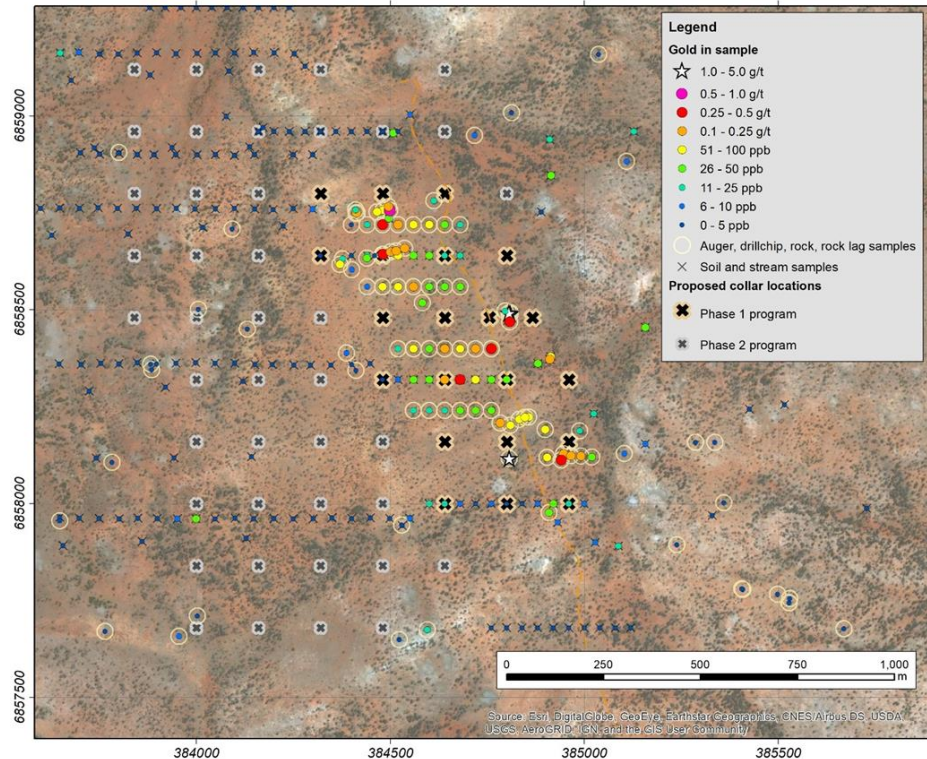 Legend
Gold in sample
1.0 - 5.0 g/t
0.5 - 1.0 g/t
0.25 - 0.5 g/t
0.1 - 0.25 g/t
51 - 100 ppb
26 - 50 ppb
11 - 25 ppb
6 - 10 ppb
0 - 5 ppb
Auger, drillchip, rock, rock lag samples
Soil and stream samples
Proposed collar locations
Phase 1 program
Phase 2 program
6859000
6858500
6858000
6857500
0 250 500 750 1,000
m
Source: Esri, DigitalGlobe, GeoEye, Earthstar Geographics, CNES/Airbus DS, USDA,
USGS, AeroGRID, IGN, and the GIS User Community
384000 384500 385000 385500